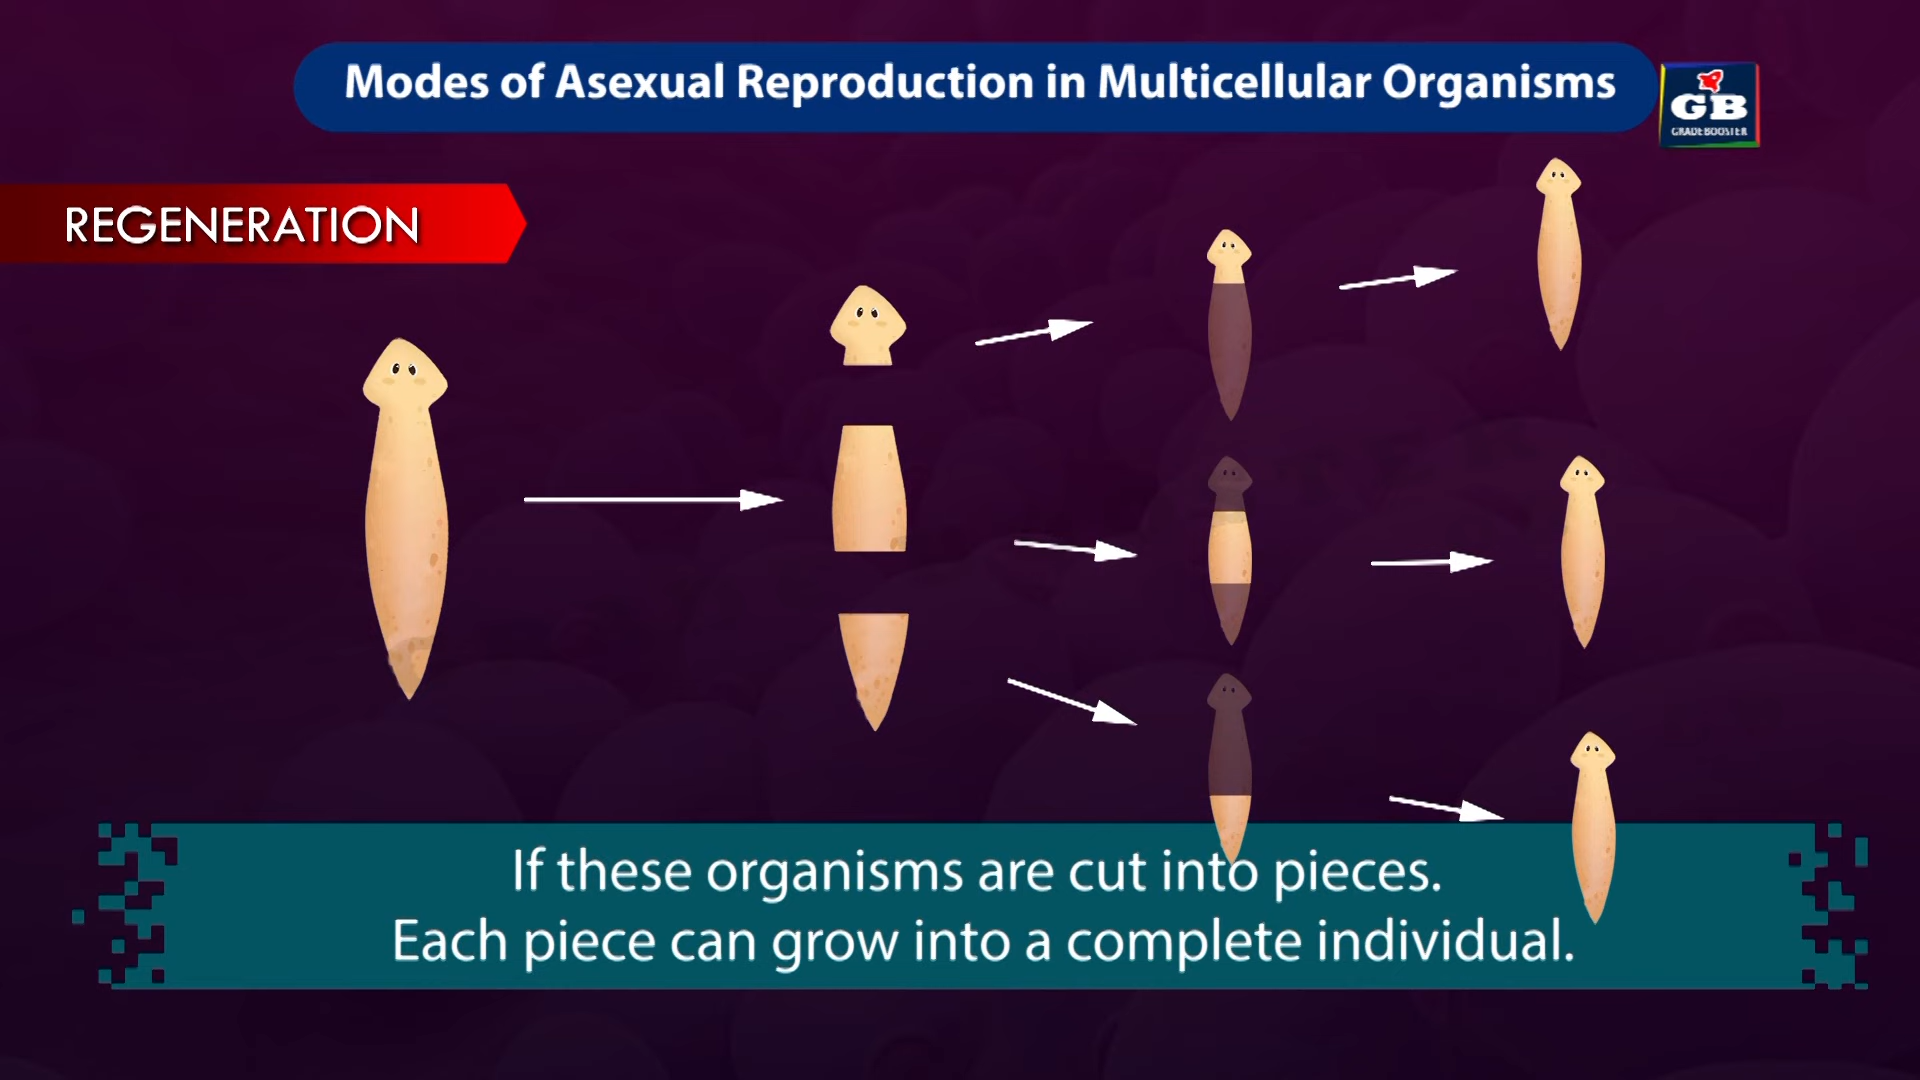 Modes of Asexual Reproduction in Multicellular Organisms
GB
GRADEBOOSTER
REGENERATION
If these organisms are cut into pieces.
Each piece can grow into a complete individual.